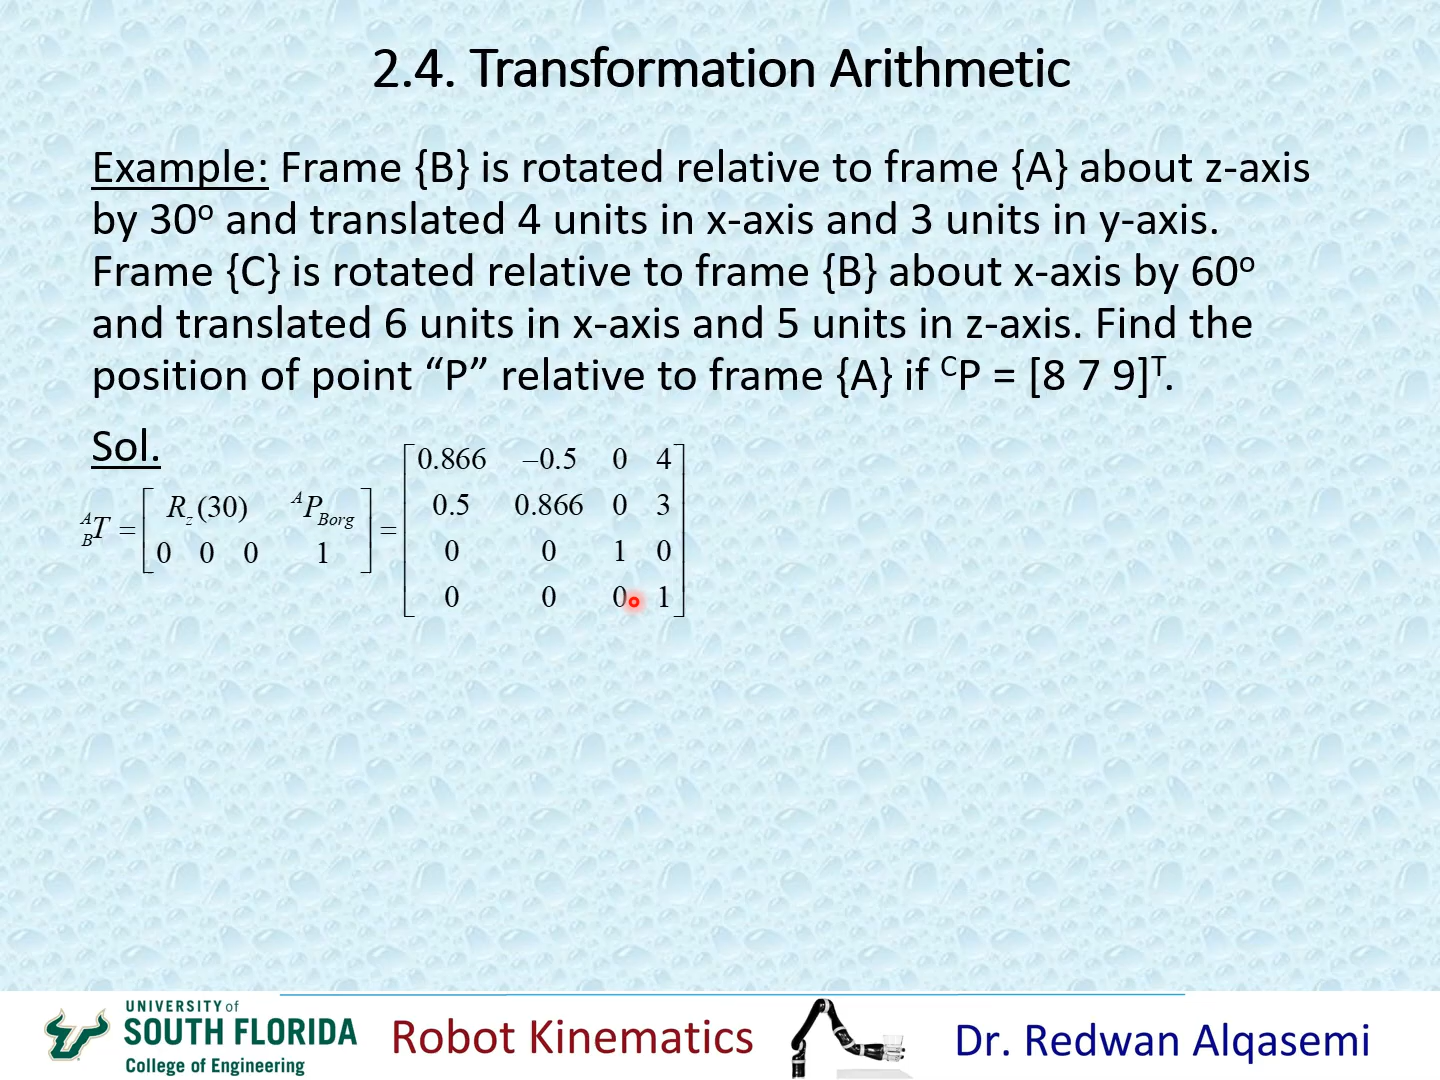 2.4. Transformation Arithmetic
Example: Frame {B} is rotated relative to frame {A} about z-axis
by 30º and translated 4 units in x-axis and 3 units in y-axis.
Frame {C} is rotated relative to frame {B} about x-axis by 60º
and translated 6 units in x-axis and 5 units in z-axis. Find the
position of point “P” relative to frame {A} if ᶜP = [8 7 9]ᵀ.
Sol.
A B T = [ R z (30) A P Borg ; 0 0 0 1 ] = [ 0.866 −0.5 0 4
0.5 0.866 0 3
0 0 1 0
0 0 0 1 ]
UNIVERSITY of
SOUTH FLORIDA
College of Engineering
Robot Kinematics
Dr. Redwan Alqasemi